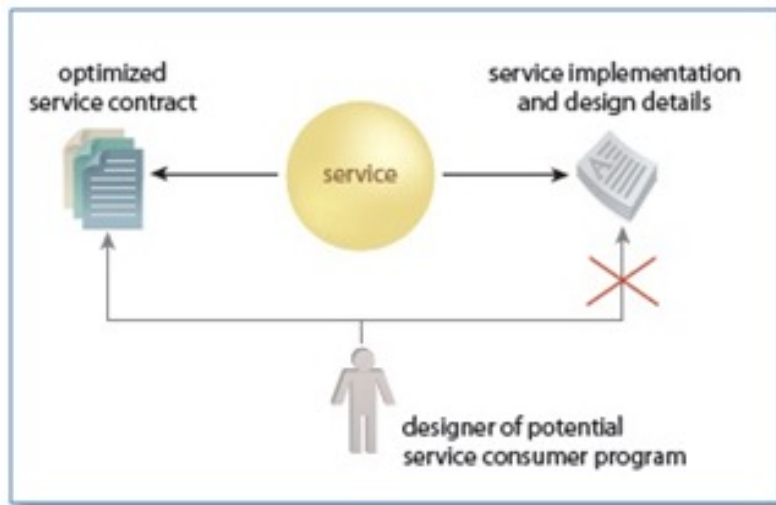 optimized
service contract
service implementation
and design details
service
designer of potential
service consumer program